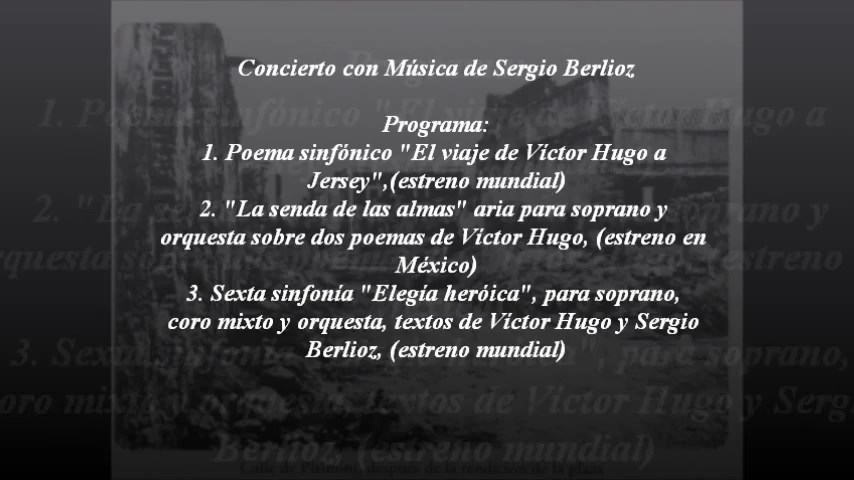 Concierto con Música de Sergio Berlioz
Programa:
1. Poema sinfónico "El viaje de Víctor Hugo a
Jersey",(estreno mundial)
2. "La senda de las almas" aria para soprano y
orquesta sobre dos poemas de Víctor Hugo, (estreno en
México)
3. Sexta sinfonía "Elegía heróica", para soprano,
coro mixto y orquesta, textos de Víctor Hugo y Sergio
Berlioz, (estreno mundial)